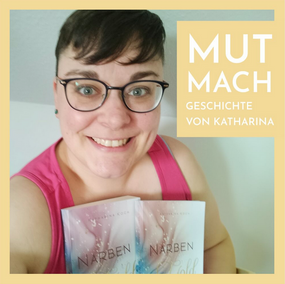 MUT
MACH
GESCHICHTE
VON KATHARINA
NARBEN
NARBEN